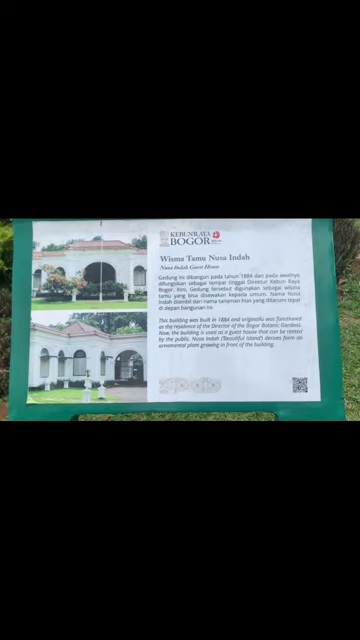 KEBUN RAYA
BOGOR
Wisma Tamu Nusa Indah
Nusa Indah Guest House
Gedung ini dibangun pada tahun 1884 dan pada awalnya
difungsikan sebagai tempat tinggal Direktur Kebun Raya
Bogor. Kini, Gedung tersebut digunakan sebagai wisma
tamu yang bisa disewakan kepada umum. Nama Nusa
Indah diambil dari nama tanaman hias yang ditanam tepat
di depan bangunan ini.
This building was built in 1884 and originally was functioned
as the residence of the Director of the Bogor Botanic Gardens.
Now, the building is used as a guest house that can be rented
by the public. Nusa Indah ('Beautiful Island') derives form as
ornamental plant growing in front of the building.